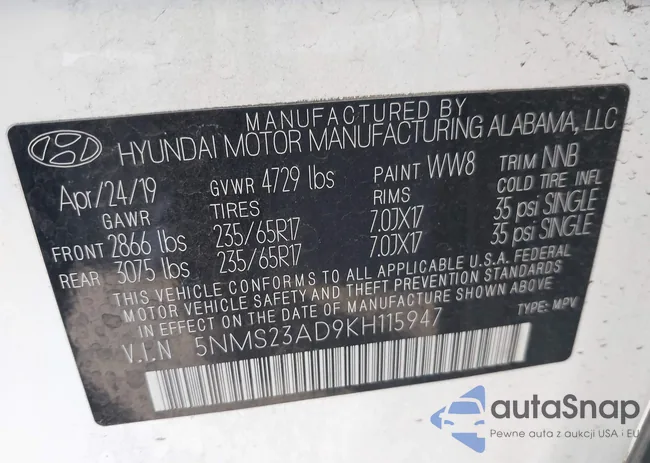 MANUFACTURED BY
HYUNDAI MOTOR MANUFACTURING ALABAMA, LLC
Apr/24/19 GVWR 4729 lbs PAINT WW8 TRIM NNB
GAWR TIRES RIMS COLD TIRE INFL
FRONT 2866 lbs 235/65R17 7.0JX17 35 psi SINGLE
REAR 3075 lbs 235/65R17 7.0JX17 35 psi SINGLE
THIS VEHICLE CONFORMS TO ALL APPLICABLE U.S.A. FEDERAL
MOTOR VEHICLE SAFETY AND THEFT PREVENTION STANDARDS
IN EFFECT ON THE DATE OF MANUFACTURE SHOWN ABOVE
V.I.N 5NMS23AD9KH115947 TYPE: MPV
autaSnap
Pewne auta z aukcji USA i EU